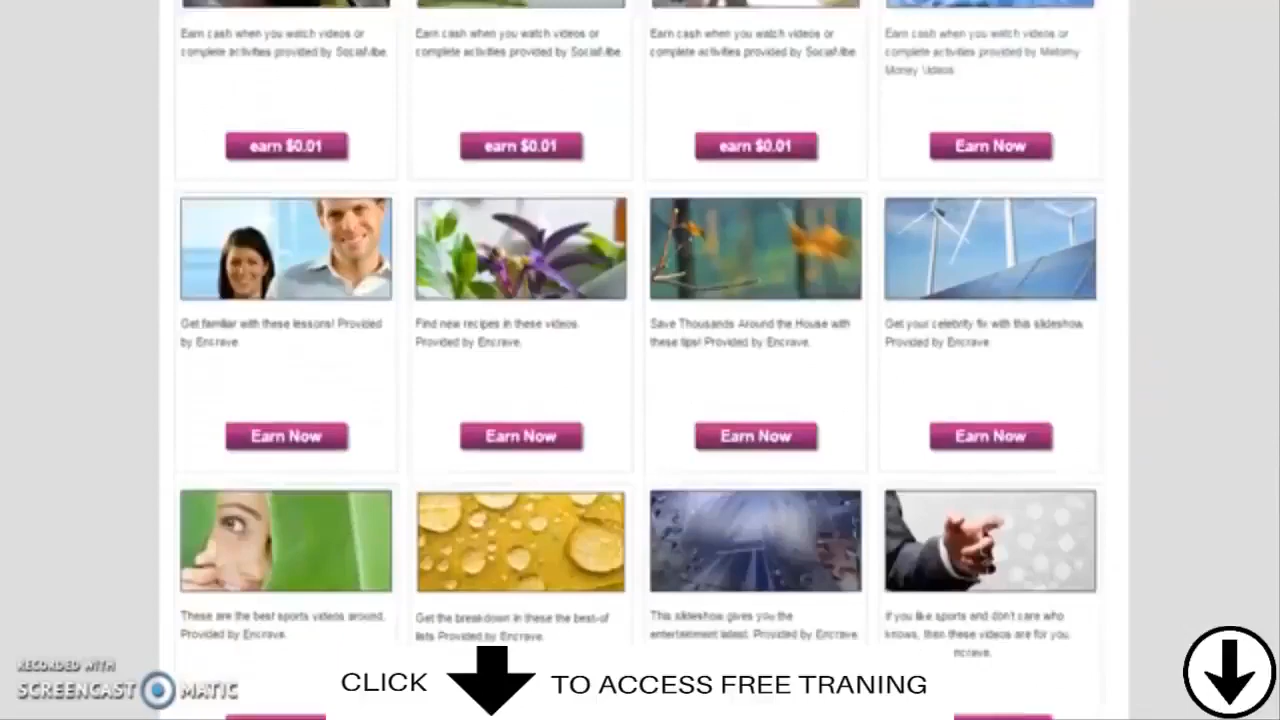 Earn cash when you watch videos or
complete activities provided by SocialVibe.
earn $0.01
Earn cash when you watch videos or
complete activities provided by SocialVibe.
earn $0.01
Earn cash when you watch videos or
complete activities provided by SocialVibe.
earn $0.01
Earn cash when you watch videos or
complete activities provided by Matomy
Money Videos
Earn Now
Get familiar with these lessons! Provided
by Encrave.
Earn Now
Find new recipes in these videos.
Provided by Encrave.
Earn Now
Save Thousands Around the House with
these tips! Provided by Encrave.
Earn Now
Get your celebrity fix with this slideshow.
Provided by Encrave
Earn Now
These are the best sports videos around.
Provided by Encrave.
Get the breakdown in these the best-of
lists Provided by Encrave.
This slideshow gives you the
entertainment latest. Provided by Encrave
If you like sports and don't care who
knows, then these videos are for you.
ncrave.
RECORDED WITH
SCREENCAST MATIC
CLICK TO ACCESS FREE TRANING